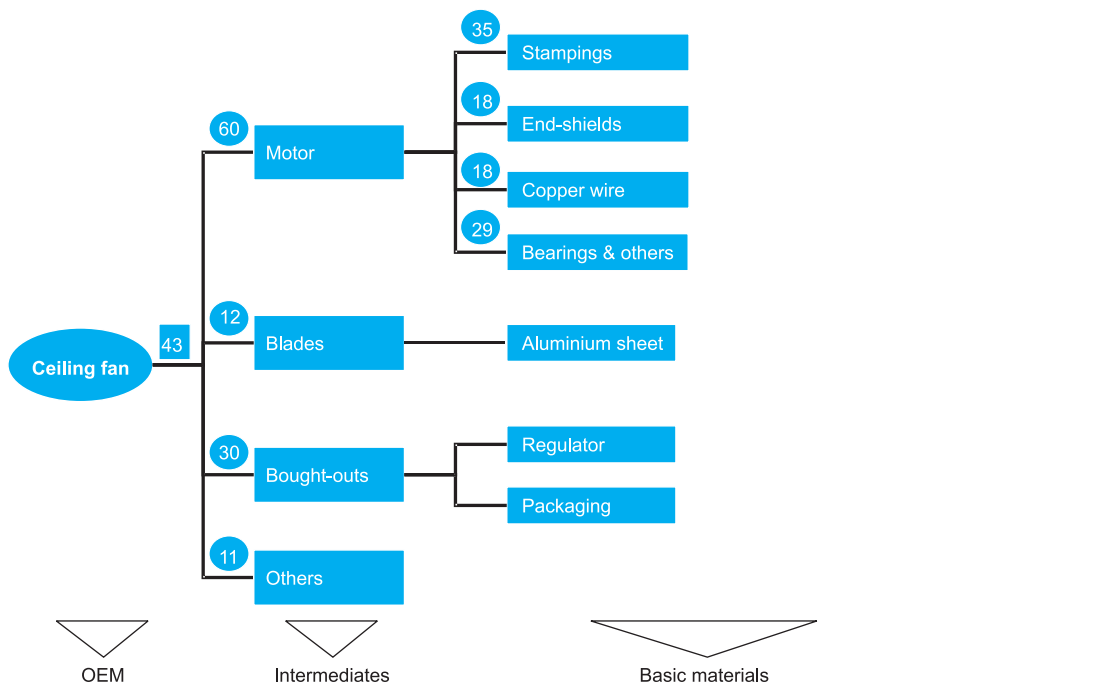 35
Stampings
18
End-shields
60
Motor
18
Copper wire
29
Bearings & others
12
Blades
Aluminium sheet
43
Ceiling fan
30
Bought-outs
Regulator
Packaging
11
Others
OEM
Intermediates
Basic materials